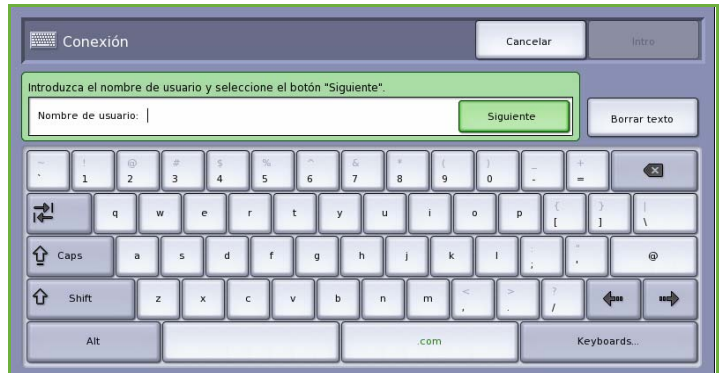 Conexión Cancelar Intro
Introduzca el nombre de usuario y seleccione el botón "Siguiente".
Nombre de usuario: Siguiente Borrar texto
~ ! @ # $ % ^ & * ( ) _ +
` 1 2 3 4 5 6 7 8 9 0 - =
q w e r t y u i o p { [ } ] | \
Caps a s d f g h j k l : ; " ' @
Shift z x c v b n m < , > . ? /
Alt .com Keyboards...